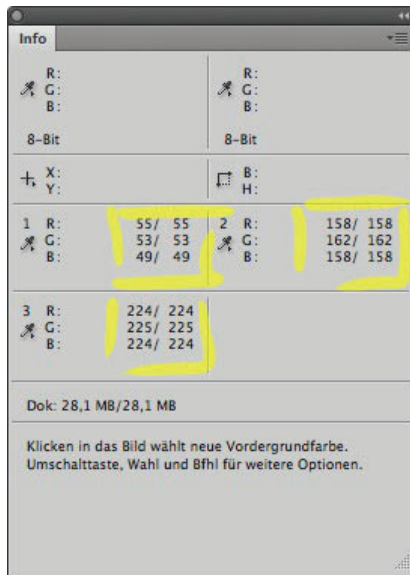 Info
R: R:
G: G:
B: B:
8-Bit 8-Bit
X: B:
Y: H:
1 R: 55/ 55 2 R: 158/ 158
G: 53/ 53 G: 162/ 162
B: 49/ 49 B: 158/ 158
3 R: 224/ 224
G: 225/ 225
B: 224/ 224
Dok: 28,1 MB/28,1 MB
Klicken in das Bild wählt neue Vordergrundfarbe.
Umschalttaste, Wahl und Bfhl für weitere Optionen.